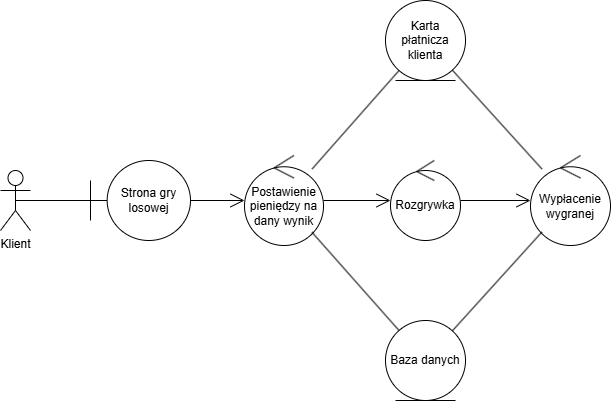 Karta
płatnicza
klienta
Strona gry
losowej
Postawienie
pieniędzy na
dany wynik
Rozgrywka
Wypłacenie
wygranej
Klient
Baza danych